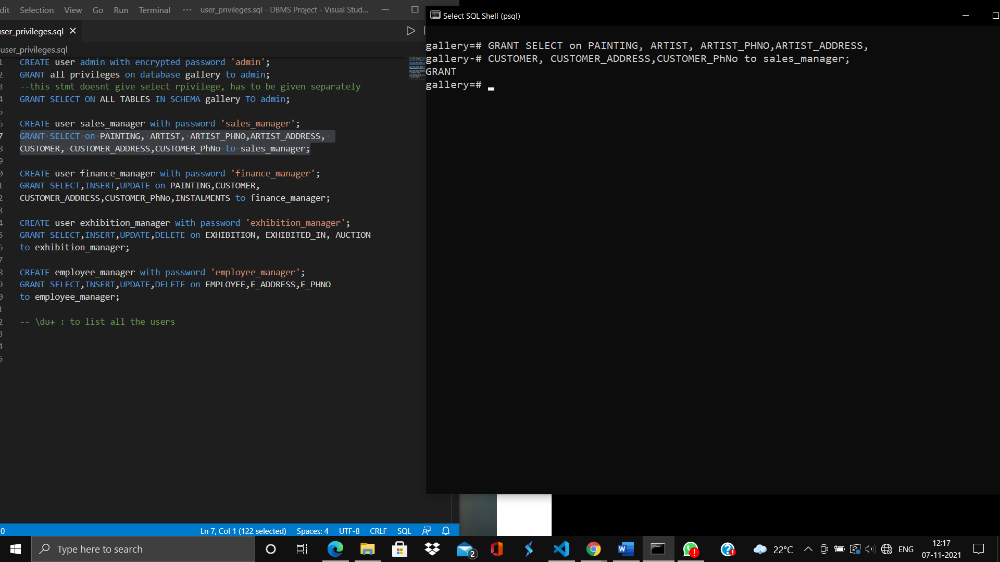 dit Selection View Go Run Terminal ··· user_privileges.sql - DBMS Project - Visual Stud...
user_privileges.sql
user_privileges.sql
1 CREATE user admin with encrypted password 'admin';
2 GRANT all privileges on database gallery to admin;
3 --this stmt doesnt give select rpivilege, has to be given separately
4 GRANT SELECT ON ALL TABLES IN SCHEMA gallery TO admin;
5
6 CREATE user sales_manager with password 'sales_manager';
7 GRANT SELECT on PAINTING, ARTIST, ARTIST_PHNO,ARTIST_ADDRESS,
8 CUSTOMER, CUSTOMER_ADDRESS,CUSTOMER_PhNo to sales_manager;
9
0 CREATE user finance_manager with password 'finance_manager';
1 GRANT SELECT,INSERT,UPDATE on PAINTING,CUSTOMER,
2 CUSTOMER_ADDRESS,CUSTOMER_PhNo,INSTALMENTS to finance_manager;
3
4 CREATE user exhibition_manager with password 'exhibition_manager';
5 GRANT SELECT,INSERT,UPDATE,DELETE on EXHIBITION, EXHIBITED_IN, AUCTION
6 to exhibition_manager;
7
8 CREATE employee_manager with password 'employee_manager';
9 GRANT SELECT,INSERT,UPDATE,DELETE on EMPLOYEE,E_ADDRESS,E_PHNO
0 to employee_manager;
1
2 -- \du+ : to list all the users
3
4
5
0 Ln 7, Col 1 (122 selected) Spaces: 4 UTF-8 CRLF SQL
Select SQL Shell (psql)
gallery=# GRANT SELECT on PAINTING, ARTIST, ARTIST_PHNO,ARTIST_ADDRESS,
gallery-# CUSTOMER, CUSTOMER_ADDRESS,CUSTOMER_PhNo to sales_manager;
GRANT
gallery=#
Type here to search
2
22°C
ENG
12:17
07-11-2021